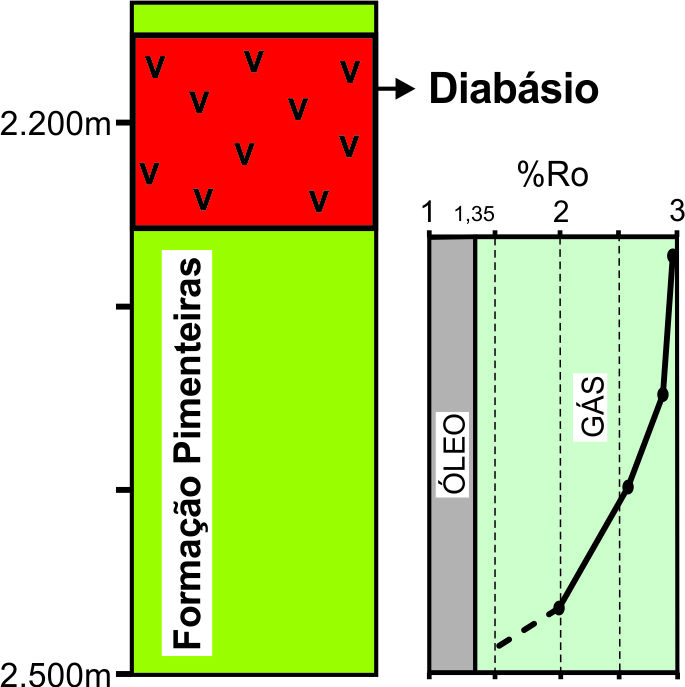 Diabásio
2.200m
%Ro
1 1,35 2 3
Formação Pimenteiras
ÓLEO
GÁS
2.500m
V V V V V V V V V V